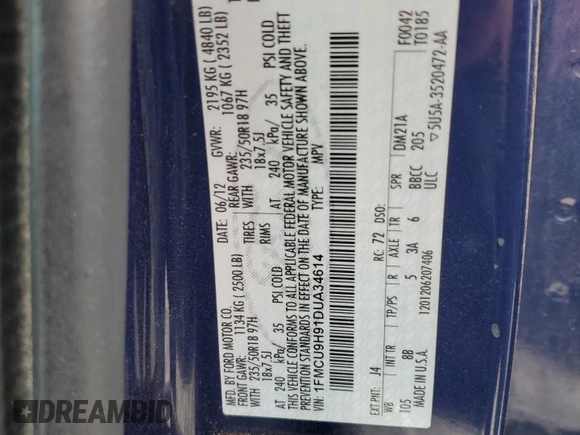 MFG. BY FORD MOTOR CO.
DATE: 06/12 GVWR: 2195 KG ( 4840 LB)
FRONT GAWR: 1134 KG ( 2500 LB) REAR GAWR: 1067 KG ( 2352 LB)
235/50R18 97H TIRES WITH 235/50R18 97H
18x7.5J RIMS 18x7.5J
AT 240 kPa/ 35 PSI COLD AT 240 kPa/ 35 PSI COLD
THIS VEHICLE CONFORMS TO ALL APPLICABLE FEDERAL MOTOR VEHICLE SAFETY AND THEFT
PREVENTION STANDARDS IN EFFECT ON THE DATE OF MANUFACTURE SHOWN ABOVE.
VIN: 1FMCU9H91DUA34614 TYPE: MPV
EXT PNT: J4 RC: 72 DSO: F0042
WB INT TR TP/PS R AXLE TR SPR DM21A T0185
105 BB 5 3A 6 BBCC 205
ULC
MADE IN U.S.A. 1201206207406 ▽5U5A-3520472-AA
DREAMBID